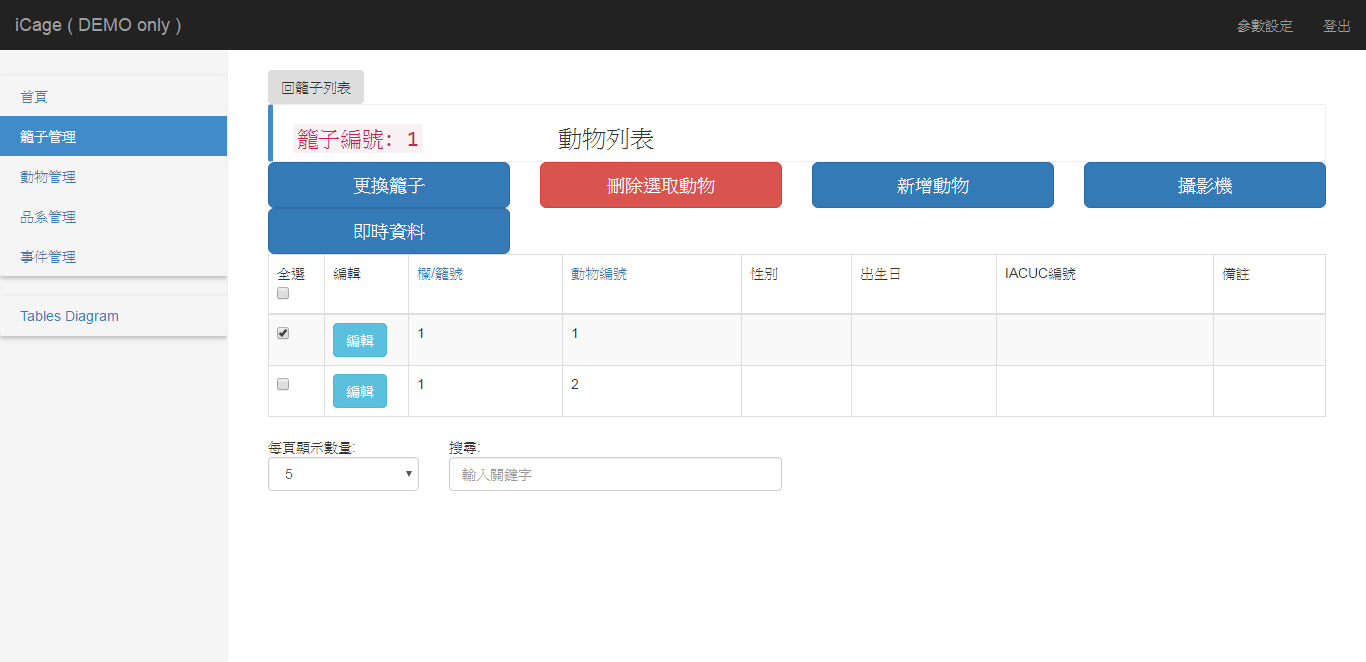 iCage ( DEMO only )
參數設定
登出
首頁
籠子管理
動物管理
品系管理
事件管理
Tables Diagram
回籠子列表
籠子編號: 1
動物列表
更換籠子
刪除選取動物
新增動物
攝影機
即時資料
全選 編輯 欄/籠號 動物編號 性別 出生日 IACUC編號 備註
編輯 1 1
編輯 1 2
每頁顯示數量: 搜尋:
5 輸入關鍵字